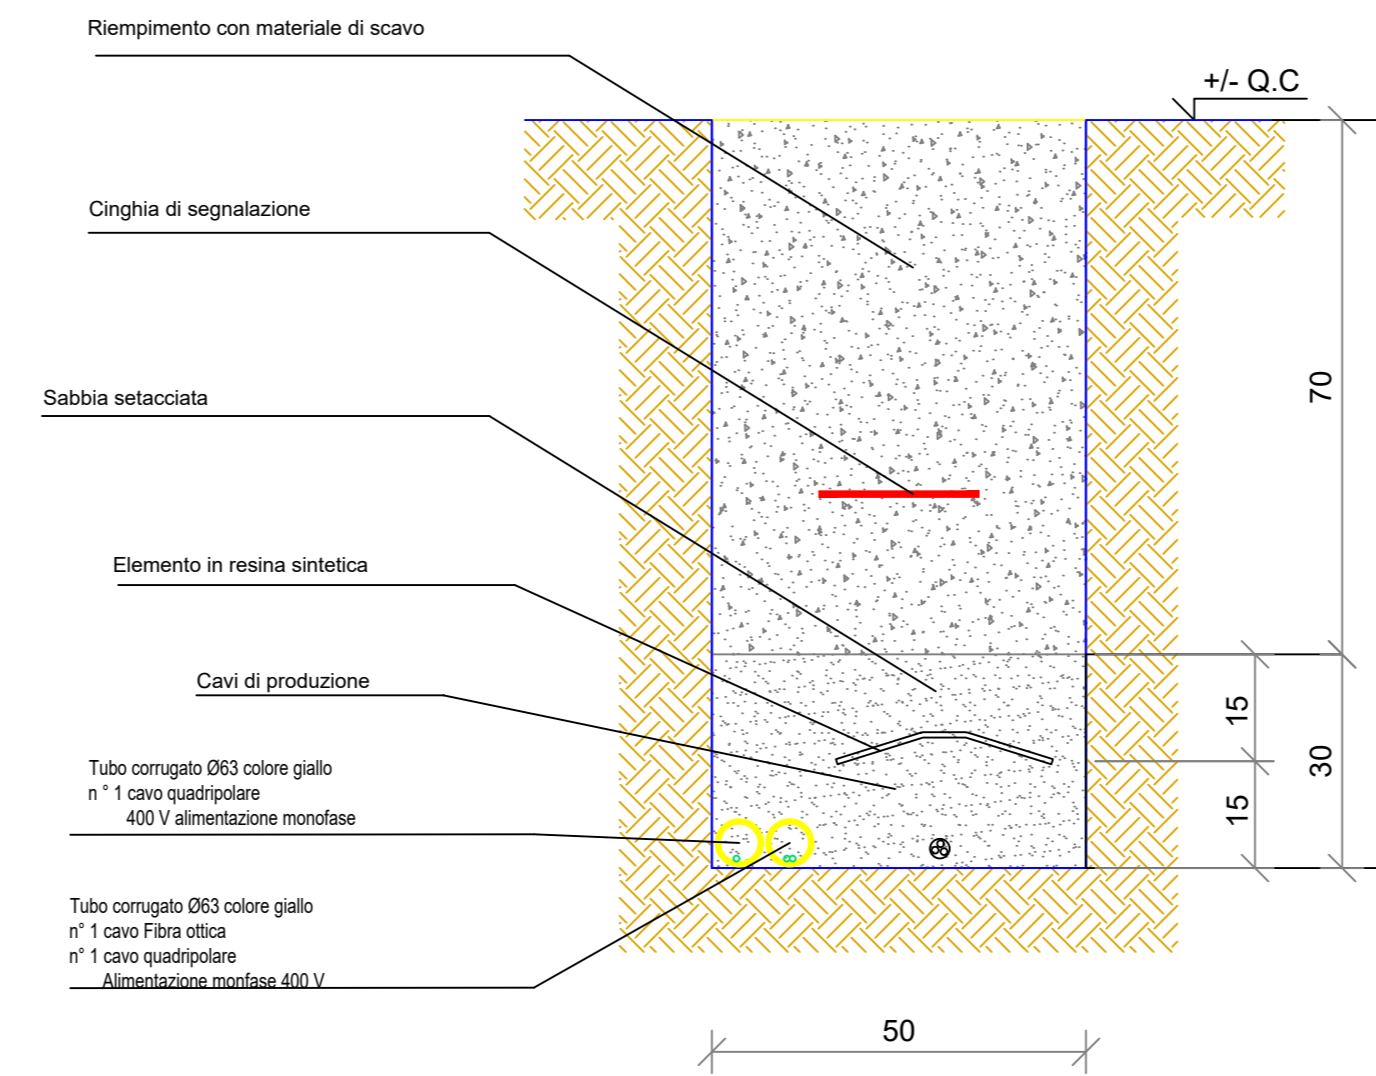 Riempimento con materiale di scavo
+/- Q.C
Cinghia di segnalazione
70
Sabbia setacciata
Elemento in resina sintetica
Cavi di produzione
15
30
15
Tubo corrugato Ø63 colore giallo
n ° 1 cavo quadripolare
400 V alimentazione monofase
Tubo corrugato Ø63 colore giallo
n° 1 cavo Fibra ottica
n° 1 cavo quadripolare
Alimentazione monfase 400 V
50